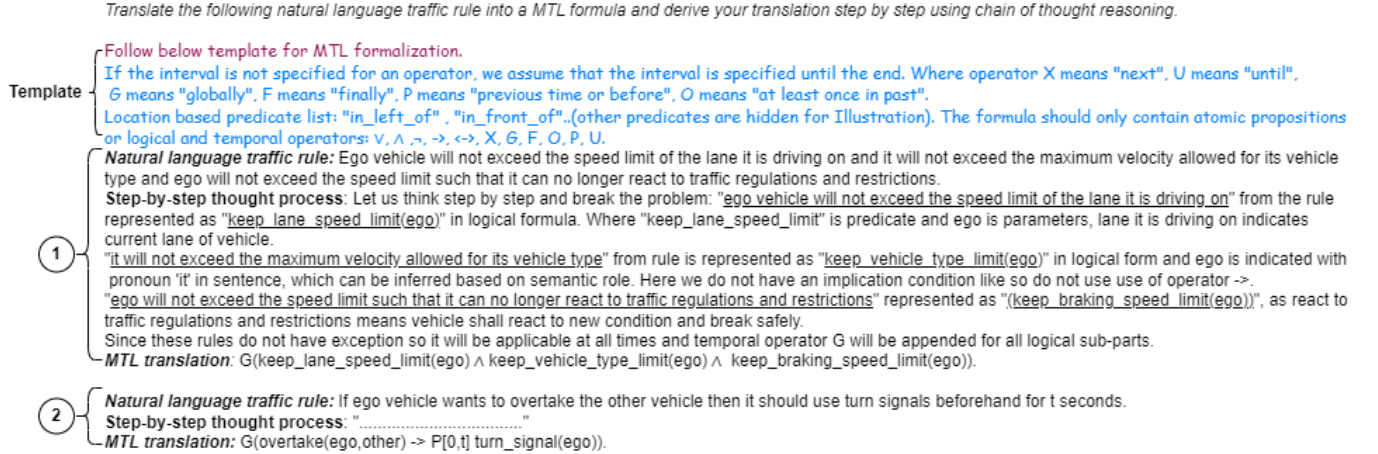 Translate the following natural language traffic rule into a MTL formula and derive your translation step by step using chain of thought reasoning.
Follow below template for MTL formalization.
If the interval is not specified for an operator, we assume that the interval is specified until the end. Where operator X means "next", U means "until",
Template
G means "globally", F means "finally", P means "previous time or before", O means "at least once in past".
Location based predicate list: "in_left_of" , "in_front_of"..(other predicates are hidden for Illustration). The formula should only contain atomic propositions
or logical and temporal operators: ∨, ∧ ,¬, ->, <->, X, G, F, O, P, U.
Natural language traffic rule: Ego vehicle will not exceed the speed limit of the lane it is driving on and it will not exceed the maximum velocity allowed for its vehicle
type and ego will not exceed the speed limit such that it can no longer react to traffic regulations and restrictions.
Step-by-step thought process: Let us think step by step and break the problem: "ego vehicle will not exceed the speed limit of the lane it is driving on" from the rule
represented as "keep_lane_speed_limit(ego)" in logical formula. Where "keep_lane_speed_limit" is predicate and ego is parameters, lane it is driving on indicates
current lane of vehicle.
1
"it will not exceed the maximum velocity allowed for its vehicle type" from rule is represented as "keep_vehicle_type_limit(ego)" in logical form and ego is indicated with
pronoun 'it' in sentence, which can be inferred based on semantic role. Here we do not have an implication condition like so do not use use of operator ->.
"ego will not exceed the speed limit such that it can no longer react to traffic regulations and restrictions" represented as "(keep_braking_speed_limit(ego))", as react to
traffic regulations and restrictions means vehicle shall react to new condition and break safely.
Since these rules do not have exception so it will be applicable at all times and temporal operator G will be appended for all logical sub-parts.
MTL translation: G(keep_lane_speed_limit(ego) ∧ keep_vehicle_type_limit(ego) ∧ keep_braking_speed_limit(ego)).
Natural language traffic rule: If ego vehicle wants to overtake the other vehicle then it should use turn signals beforehand for t seconds.
2
Step-by-step thought process: "..................................."
MTL translation: G(overtake(ego,other) -> P[0,t] turn_signal(ego)).